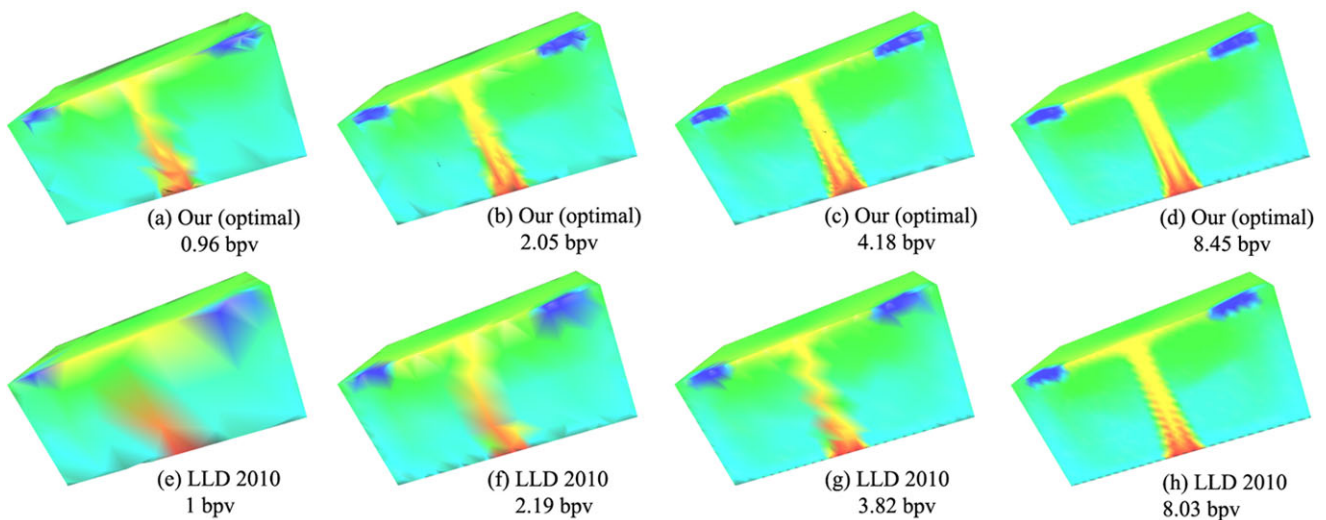 (a) Our (optimal)
0.96 bpv
(b) Our (optimal)
2.05 bpv
(c) Our (optimal)
4.18 bpv
(d) Our (optimal)
8.45 bpv
(e) LLD 2010
1 bpv
(f) LLD 2010
2.19 bpv
(g) LLD 2010
3.82 bpv
(h) LLD 2010
8.03 bpv